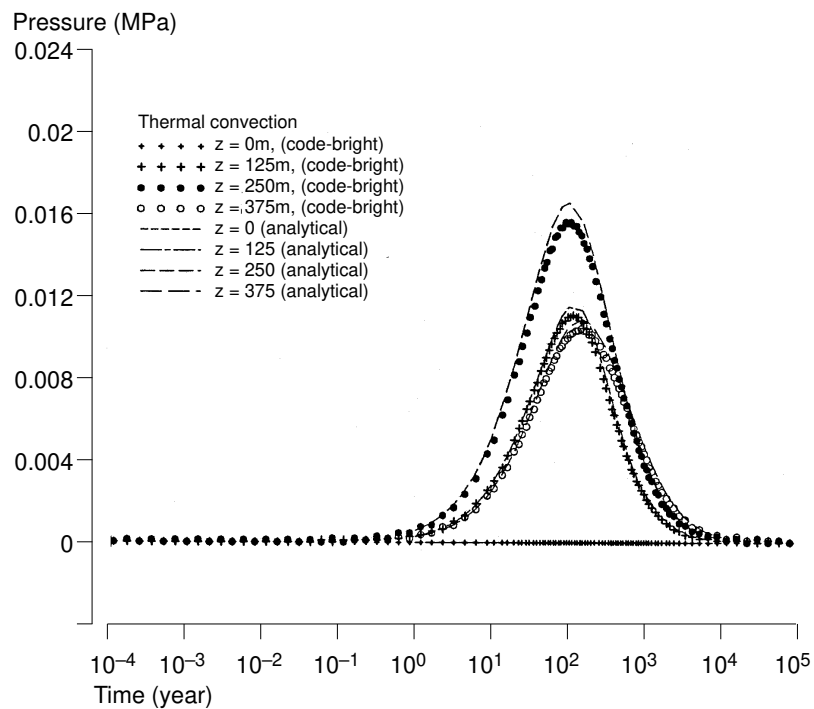 Pressure (MPa)
0.024
0.02
0.016
0.012
0.008
0.004
0
Thermal convection
z = 0m, (code-bright)
z = 125m, (code-bright)
z = 250m, (code-bright)
z = 375m, (code-bright)
z = 0 (analytical)
z = 125 (analytical)
z = 250 (analytical)
z = 375 (analytical)
10⁻⁴ 10⁻³ 10⁻² 10⁻¹ 10⁰ 10¹ 10² 10³ 10⁴ 10⁵
Time (year)